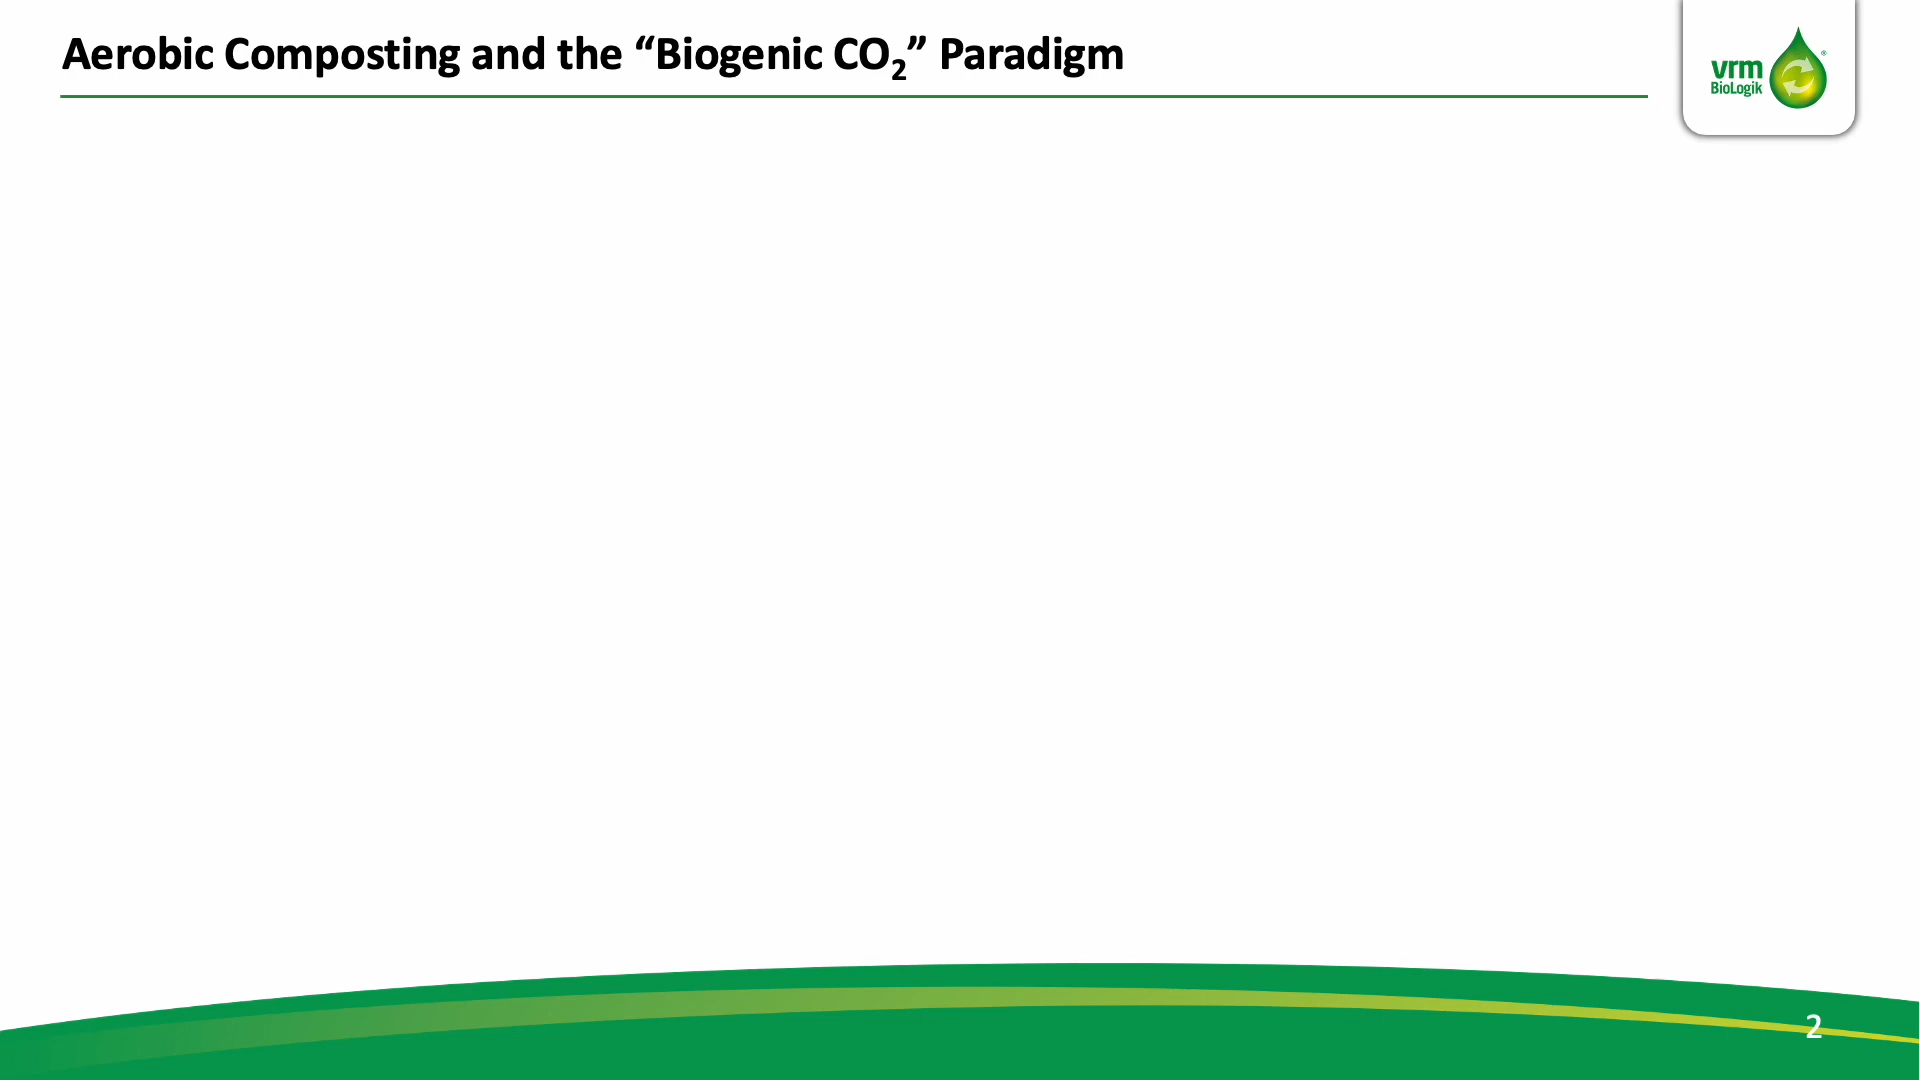 Aerobic Composting and the “Biogenic CO₂” Paradigm
vrm
BioLogik
®
2